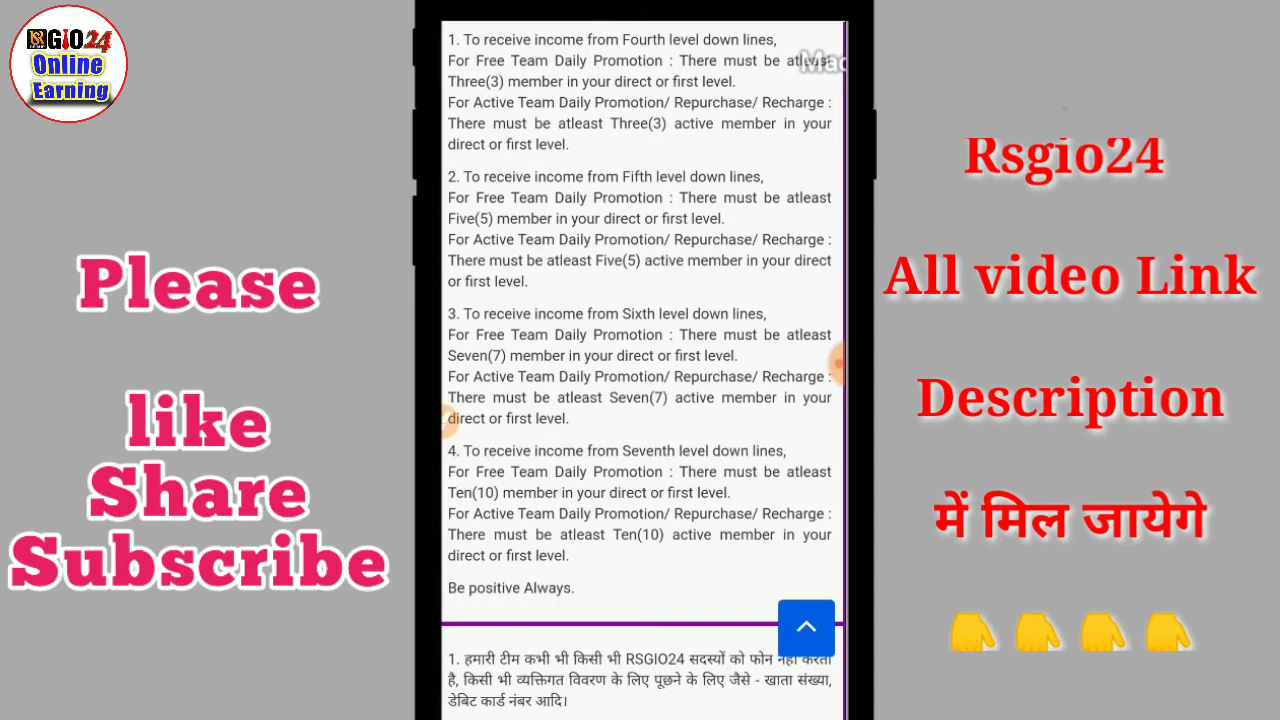 RSGIO24
Online
Earning
Please
like
Share
Subscribe
1. To receive income from Fourth level down lines,
For Free Team Daily Promotion : There must be atleast
Three(3) member in your direct or first level.
For Active Team Daily Promotion/ Repurchase/ Recharge :
There must be atleast Three(3) active member in your
direct or first level.
2. To receive income from Fifth level down lines,
For Free Team Daily Promotion : There must be atleast
Five(5) member in your direct or first level.
For Active Team Daily Promotion/ Repurchase/ Recharge :
There must be atleast Five(5) active member in your direct
or first level.
3. To receive income from Sixth level down lines,
For Free Team Daily Promotion : There must be atleast
Seven(7) member in your direct or first level.
For Active Team Daily Promotion/ Repurchase/ Recharge :
There must be atleast Seven(7) active member in your
direct or first level.
4. To receive income from Seventh level down lines,
For Free Team Daily Promotion : There must be atleast
Ten(10) member in your direct or first level.
For Active Team Daily Promotion/ Repurchase/ Recharge :
There must be atleast Ten(10) active member in your
direct or first level.
Be positive Always.
1. हमारी टीम कभी भी किसी भी RSGIO24 सदस्यों को फोन नहीं करती
है, किसी भी व्यक्तिगत विवरण के लिए पूछने के लिए जैसे - खाता संख्या,
डेबिट कार्ड नंबर आदि।
Rsgio24
All video Link
Description
में मिल जायेगे